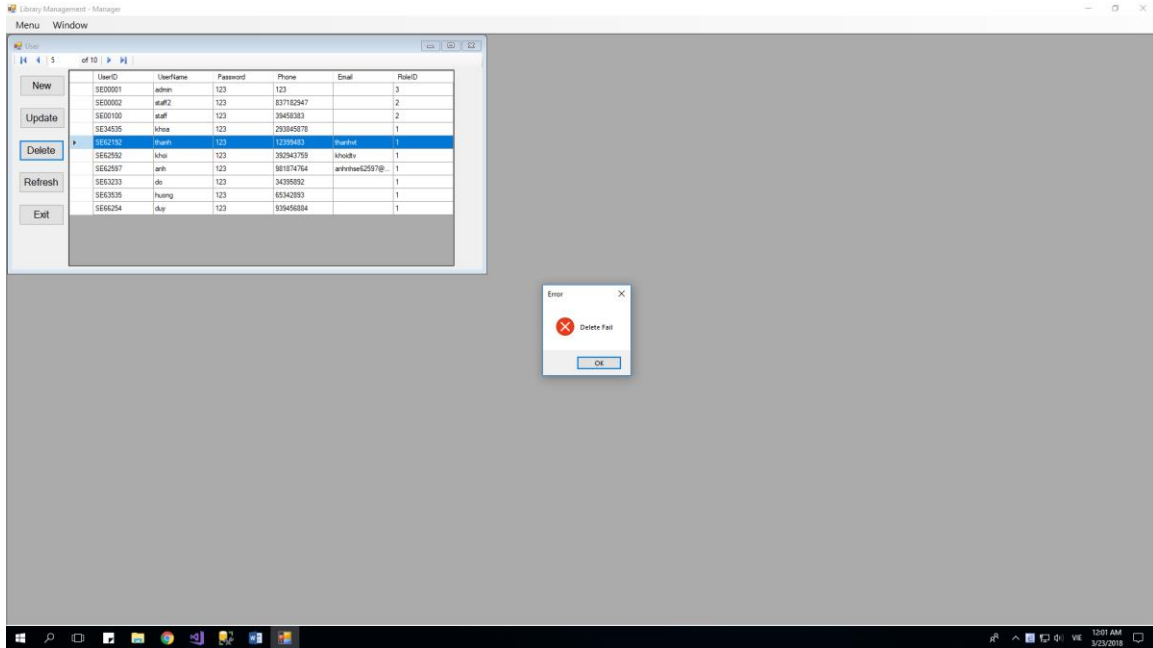 Library Management - Manager
Menu Window
User
5 of 10
New
Update
Delete
Refresh
Exit
UserID UserName Password Phone Email RoleID
SE00001 admin 123 123 3
SE00002 staff2 123 837182947 2
SE00100 staff 123 39458383 2
SE34535 khoa 123 293845878 1
SE62192 thanh 123 12399483 thanhvt 1
SE62592 khoi 123 392943759 khoidtv 1
SE62597 anh 123 981874764 anhnhse62597@... 1
SE63233 do 123 34395892 1
SE63535 huong 123 65342893 1
SE66254 duy 123 939456884 1
Error
Delete Fail
OK
VIE
12:01 AM
3/23/2018